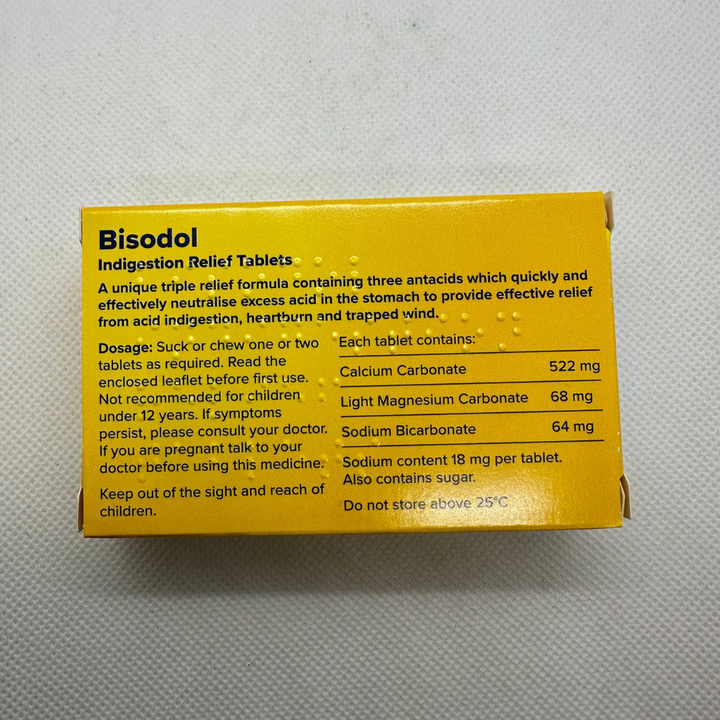 Bisodol
Indigestion Relief Tablets
A unique triple relief formula containing three antacids which quickly and
effectively neutralise excess acid in the stomach to provide effective relief
from acid indigestion, heartburn and trapped wind.
Dosage: Suck or chew one or two
tablets as required. Read the
enclosed leaflet before first use.
Not recommended for children
under 12 years. If symptoms
persist, please consult your doctor.
If you are pregnant talk to your
doctor before using this medicine.
Keep out of the sight and reach of
children.
Each tablet contains:
Calcium Carbonate 522 mg
Light Magnesium Carbonate 68 mg
Sodium Bicarbonate 64 mg
Sodium content 18 mg per tablet.
Also contains sugar.
Do not store above 25°C